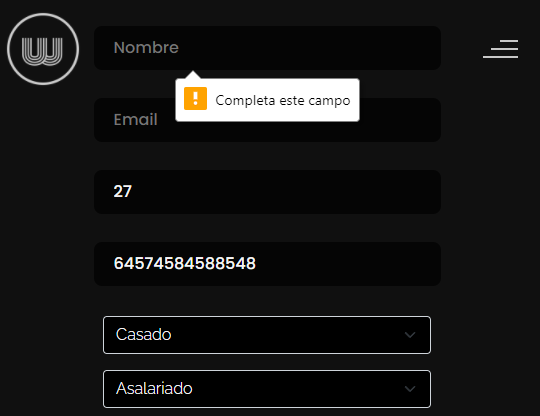 Nombre
Completa este campo
Email
27
64574584588548
Casado
Asalariado